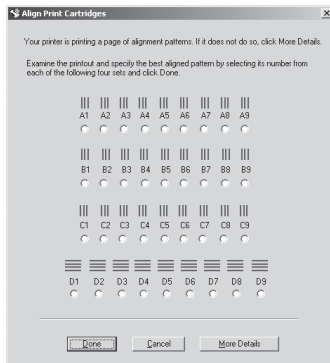 Align Print Cartridges
Your printer is printing a page of alignment patterns. If it does not do so, click More Details.
Examine the printout and specify the best aligned pattern by selecting its number from
each of the following four sets and click Done.
A1 A2 A3 A4 A5 A6 A7 A8 A9
B1 B2 B3 B4 B5 B6 B7 B8 B9
C1 C2 C3 C4 C5 C6 C7 C8 C9
D1 D2 D3 D4 D5 D6 D7 D8 D9
Done Cancel More Details